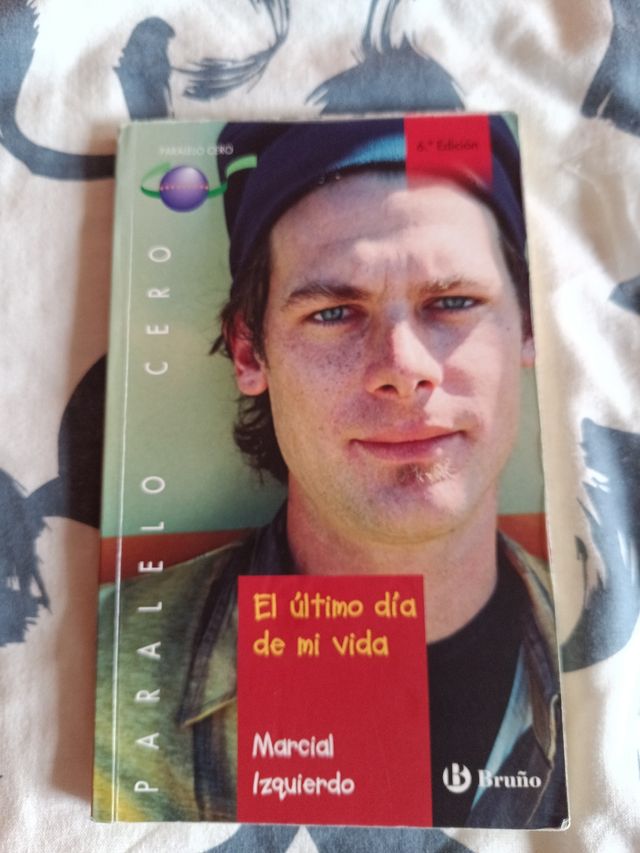 PARALELO CERO
6.ª Edición
PARALELO CERO
El último día
de mi vida
Marcial
Izquierdo
B Bruño